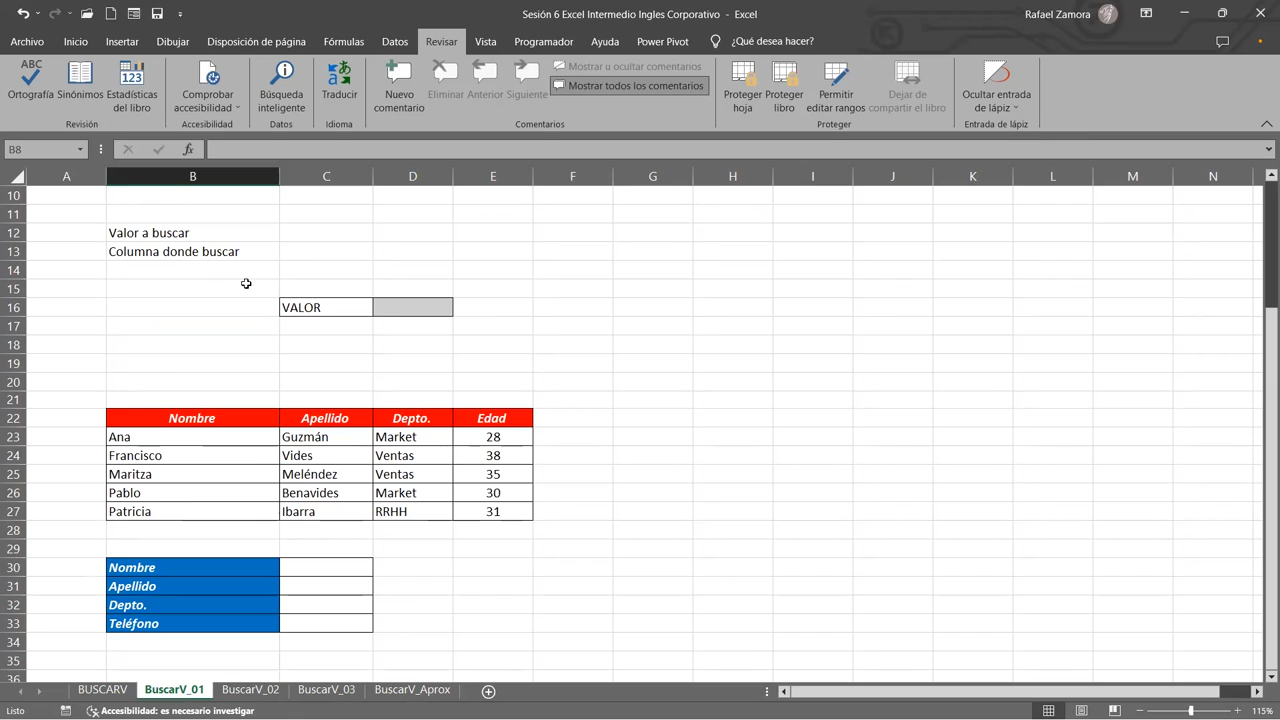 Sesión 6 Excel Intermedio Ingles Corporativo - Excel
Rafael Zamora
Archivo Inicio Insertar Dibujar Disposición de página Fórmulas Datos Revisar Vista Programador Ayuda Power Pivot ¿Qué desea hacer?
Ortografía
Sinónimos
Estadísticas del libro
Comprobar accesibilidad
Búsqueda inteligente
Traducir
Nuevo comentario
Eliminar
Anterior
Siguiente
Mostrar u ocultar comentarios
Mostrar todos los comentarios
Proteger hoja
Proteger libro
Permitir editar rangos
Dejar de compartir el libro
Ocultar entrada de lápiz
Revisión Accesibilidad Datos Idioma Comentarios Proteger Entrada de lápiz
B8 fx
A B C D E F G H I J K L M N
10
11
12 Valor a buscar
13 Columna donde buscar
14
15
16 VALOR
17
18
19
20
21
22 Nombre Apellido Depto. Edad
23 Ana Guzmán Market 28
24 Francisco Vides Ventas 38
25 Maritza Meléndez Ventas 35
26 Pablo Benavides Market 30
27 Patricia Ibarra RRHH 31
28
29
30 Nombre
31 Apellido
32 Depto.
33 Teléfono
34
35
36
BUSCARV BuscarV_01 BuscarV_02 BuscarV_03 BuscarV_Aprox
Listo Accesibilidad: es necesario investigar 115%